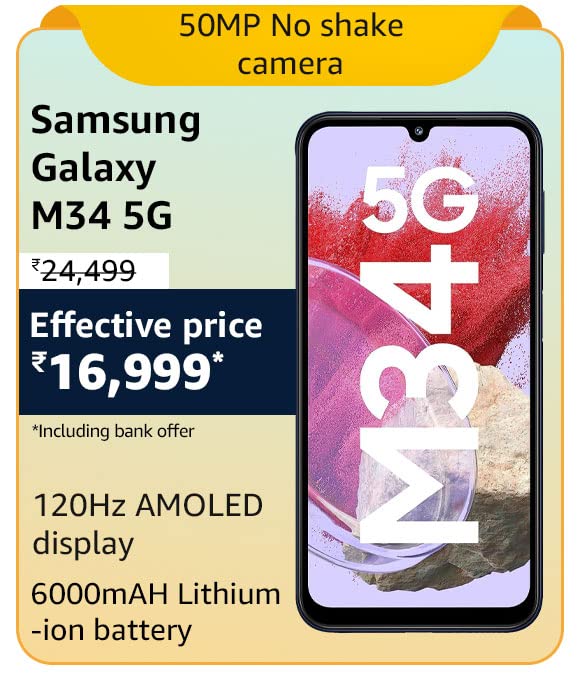 50MP No shake
camera
Samsung
Galaxy
M34 5G
₹24,499
Effective price
₹16,999*
*Including bank offer
120Hz AMOLED
display
6000mAH Lithium
-ion battery
5G
M34